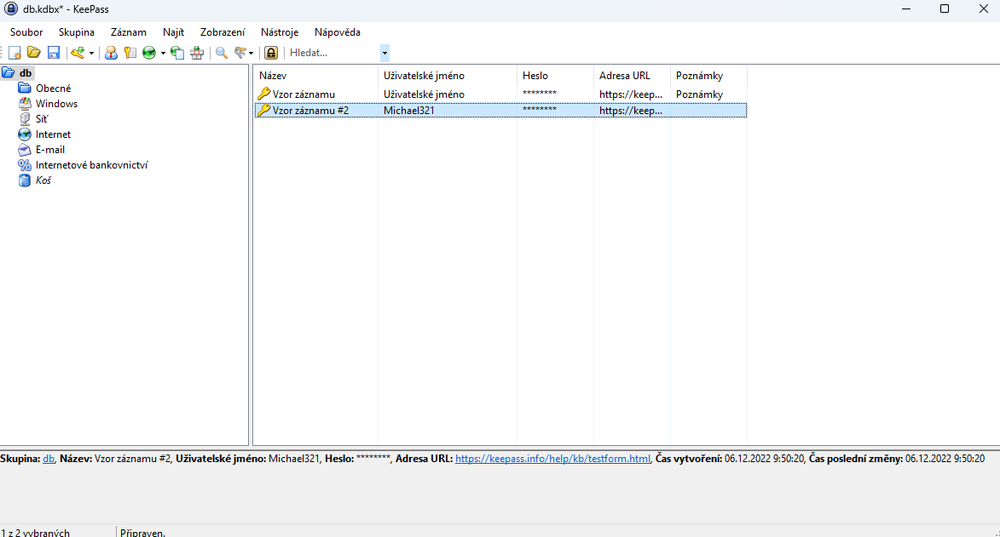 db.kdbx* - KeePass
Soubor Skupina Záznam Najít Zobrazení Nástroje Nápověda
Hledat...
db
Obecné
Windows
Síť
Internet
E-mail
Internetové bankovnictví
Koš
Název Uživatelské jméno Heslo Adresa URL Poznámky
Vzor záznamu Uživatelské jméno ******** https://keep... Poznámky
Vzor záznamu #2 Michael321 ******** https://keep...
Skupina: db, Název: Vzor záznamu #2, Uživatelské jméno: Michael321, Heslo: ********, Adresa URL: https://keepass.info/help/kb/testform.html, Čas vytvoření: 06.12.2022 9:50:20, Čas poslední změny: 06.12.2022 9:50:20
1 z 2 vybraných Připraven.